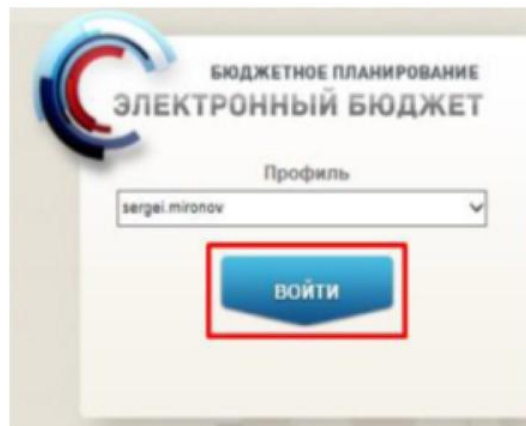 БЮДЖЕТНОЕ ПЛАНИРОВАНИЕ
ЭЛЕКТРОННЫЙ БЮДЖЕТ
Профиль
sergei.mironov
ВОЙТИ